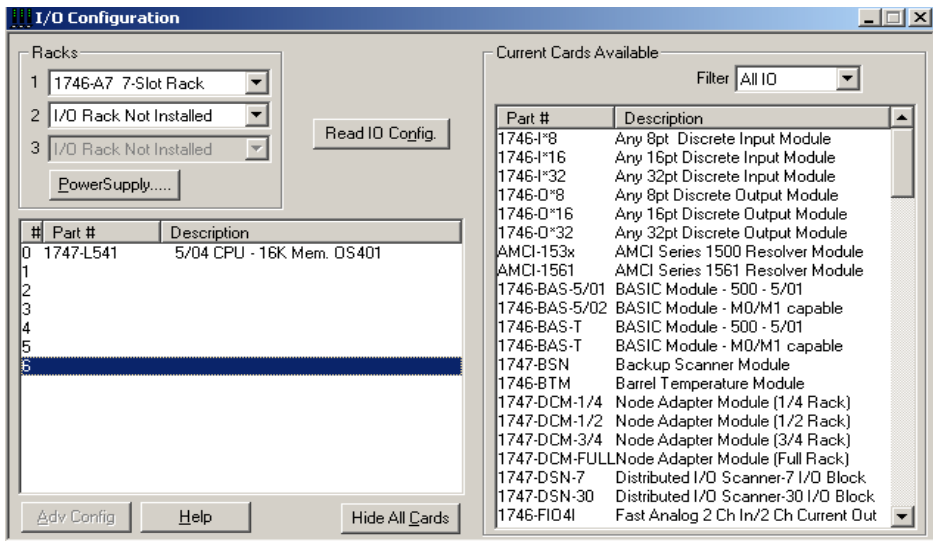 I/O Configuration
Racks
1 1746-A7 7-Slot Rack
2 I/O Rack Not Installed
3 I/O Rack Not Installed
PowerSupply.....
Read IO Config.
# Part # Description
0 1747-L541 5/04 CPU - 16K Mem. OS401
1
2
3
4
5
6
Adv Config Help Hide All Cards
Current Cards Available
Filter All IO
Part # Description
1746-I*8 Any 8pt Discrete Input Module
1746-I*16 Any 16pt Discrete Input Module
1746-I*32 Any 32pt Discrete Input Module
1746-O*8 Any 8pt Discrete Output Module
1746-O*16 Any 16pt Discrete Output Module
1746-O*32 Any 32pt Discrete Output Module
AMCI-153x AMCI Series 1500 Resolver Module
AMCI-1561 AMCI Series 1561 Resolver Module
1746-BAS-5/01 BASIC Module - 500 - 5/01
1746-BAS-5/02 BASIC Module - M0/M1 capable
1746-BAS-T BASIC Module - 500 - 5/01
1746-BAS-T BASIC Module - M0/M1 capable
1747-BSN Backup Scanner Module
1746-BTM Barrel Temperature Module
1747-DCM-1/4 Node Adapter Module (1/4 Rack)
1747-DCM-1/2 Node Adapter Module (1/2 Rack)
1747-DCM-3/4 Node Adapter Module (3/4 Rack)
1747-DCM-FULL Node Adapter Module (Full Rack)
1747-DSN-7 Distributed I/O Scanner-7 I/O Block
1747-DSN-30 Distributed I/O Scanner-30 I/O Block
1746-FIO4I Fast Analog 2 Ch In/2 Ch Current Out